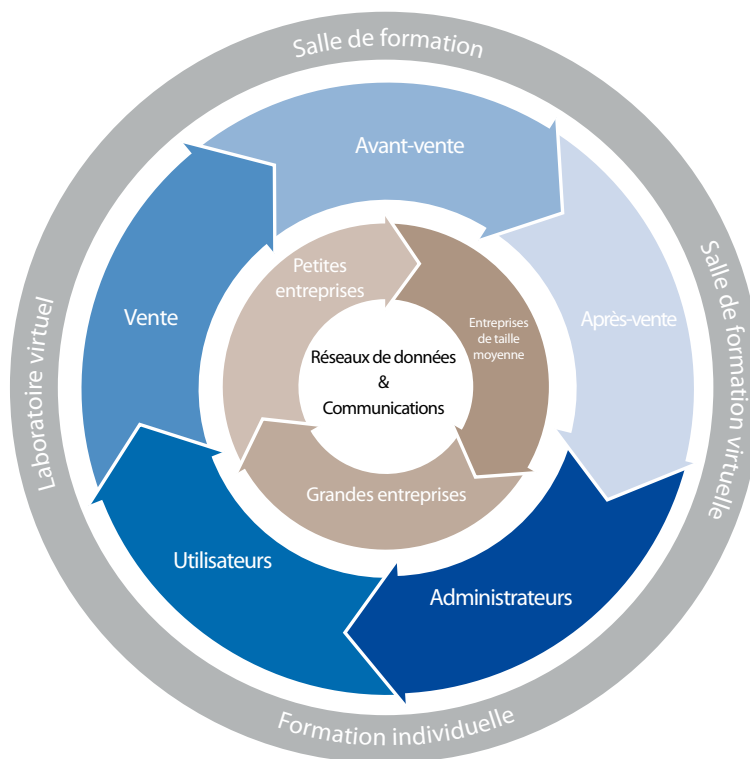 Salle de formation
Avant-vente
Salle de formation virtuelle
Petites
entreprises
Entreprises
de taille
moyenne
Après-vente
Vente
Laboratoire virtuel
Réseaux de données
&
Communications
Grandes entreprises
Utilisateurs
Administrateurs
Formation individuelle